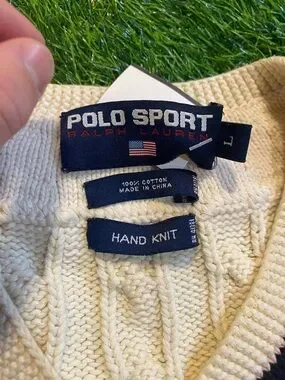 POLO SPORT
RALPH LAUREN
L
100% COTTON
MADE IN CHINA
HAND KNIT